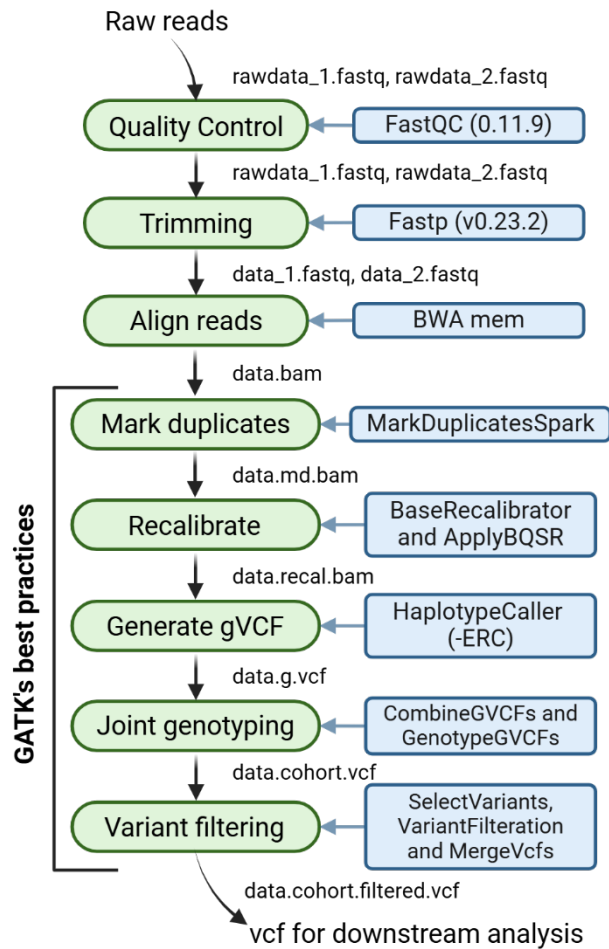 Raw reads
rawdata_1.fastq, rawdata_2.fastq
Quality Control
FastQC (0.11.9)
rawdata_1.fastq, rawdata_2.fastq
Trimming
Fastp (v0.23.2)
data_1.fastq, data_2.fastq
Align reads
BWA mem
data.bam
GATK's best practices
Mark duplicates
MarkDuplicatesSpark
data.md.bam
Recalibrate
BaseRecalibrator
and ApplyBQSR
data.recal.bam
Generate gVCF
HaplotypeCaller
(-ERC)
data.g.vcf
Joint genotyping
CombineGVCFs and
GenotypeGVCFs
data.cohort.vcf
Variant filtering
SelectVariants,
VariantFilteration
and MergeVcfs
data.cohort.filtered.vcf
vcf for downstream analysis